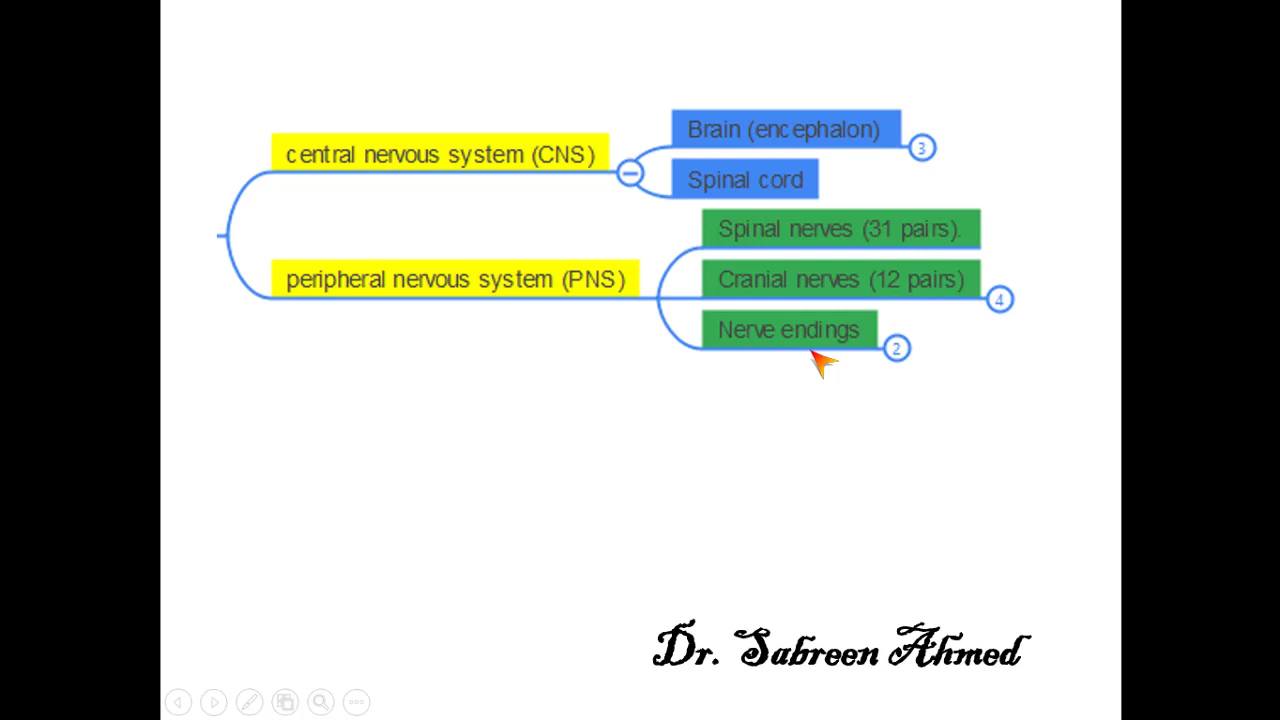 central nervous system (CNS)
Brain (encephalon)
3
Spinal cord
peripheral nervous system (PNS)
Spinal nerves (31 pairs).
Cranial nerves (12 pairs)
4
Nerve endings
2
Dr. Sabreen Ahmed